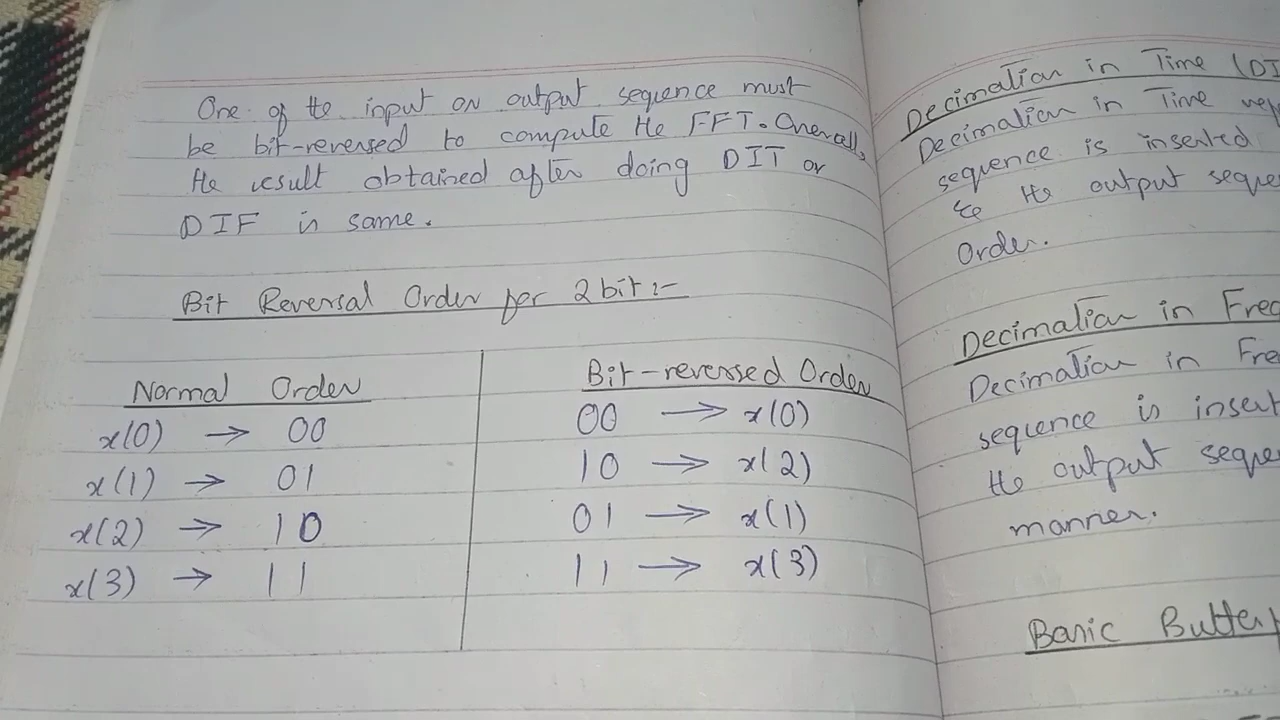 One of the input or output sequence must
be bit-reversed to compute the FFT. Overall,
the result obtained after doing DIT or
DIF is same.
Bit Reversal Order for 2 bit :-
Normal Order
x(0) → 00
x(1) → 01
x(2) → 10
x(3) → 11
Bit-reversed Order
00 → x(0)
10 → x(2)
01 → x(1)
11 → x(3)
Decimation in Time (DI
Decimation in Time
sequence is inserted
to the output seque
Order.
Decimation in Freq
Decimation in Fre
sequence is insert
the output seque
manner.
Basic Butter